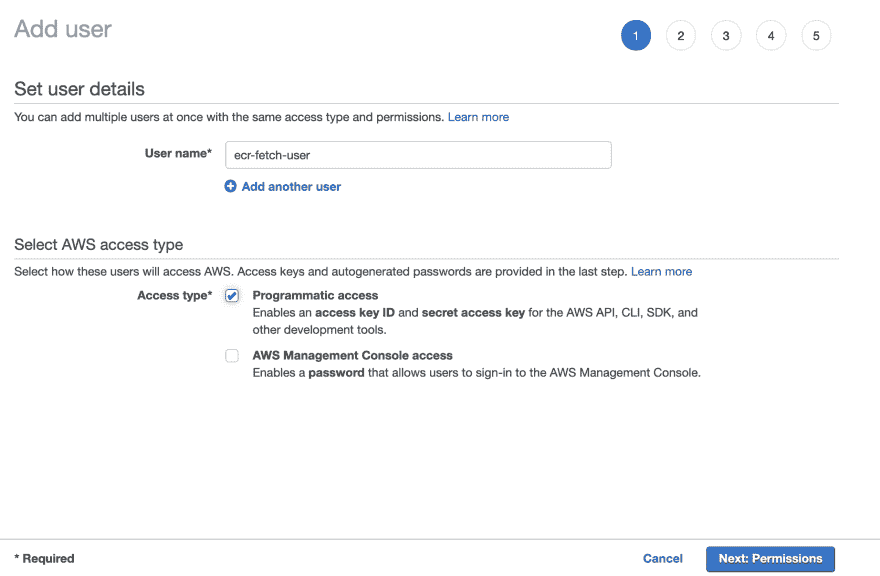 Add user
1 2 3 4 5
Set user details
You can add multiple users at once with the same access type and permissions. Learn more
User name* ecr-fetch-user
Add another user
Select AWS access type
Select how these users will access AWS. Access keys and autogenerated passwords are provided in the last step. Learn more
Access type* Programmatic access
Enables an access key ID and secret access key for the AWS API, CLI, SDK, and
other development tools.
AWS Management Console access
Enables a password that allows users to sign-in to the AWS Management Console.
* Required Cancel Next: Permissions